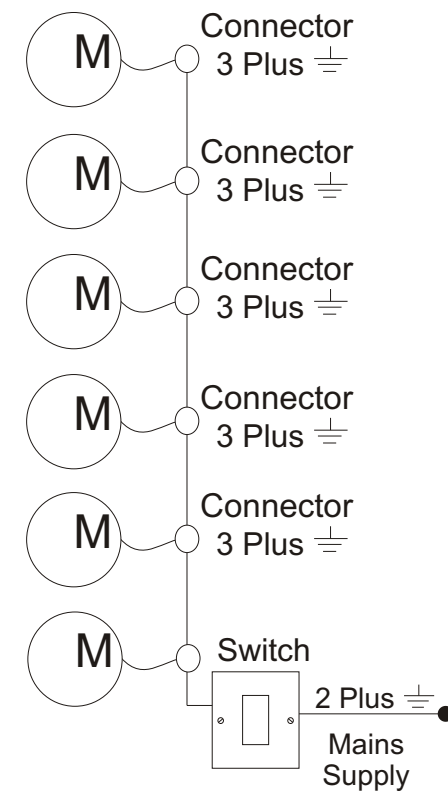 M
Connector
3 Plus
M
Connector
3 Plus
M
Connector
3 Plus
M
Connector
3 Plus
M
Connector
3 Plus
M
Switch
2 Plus
Mains
Supply